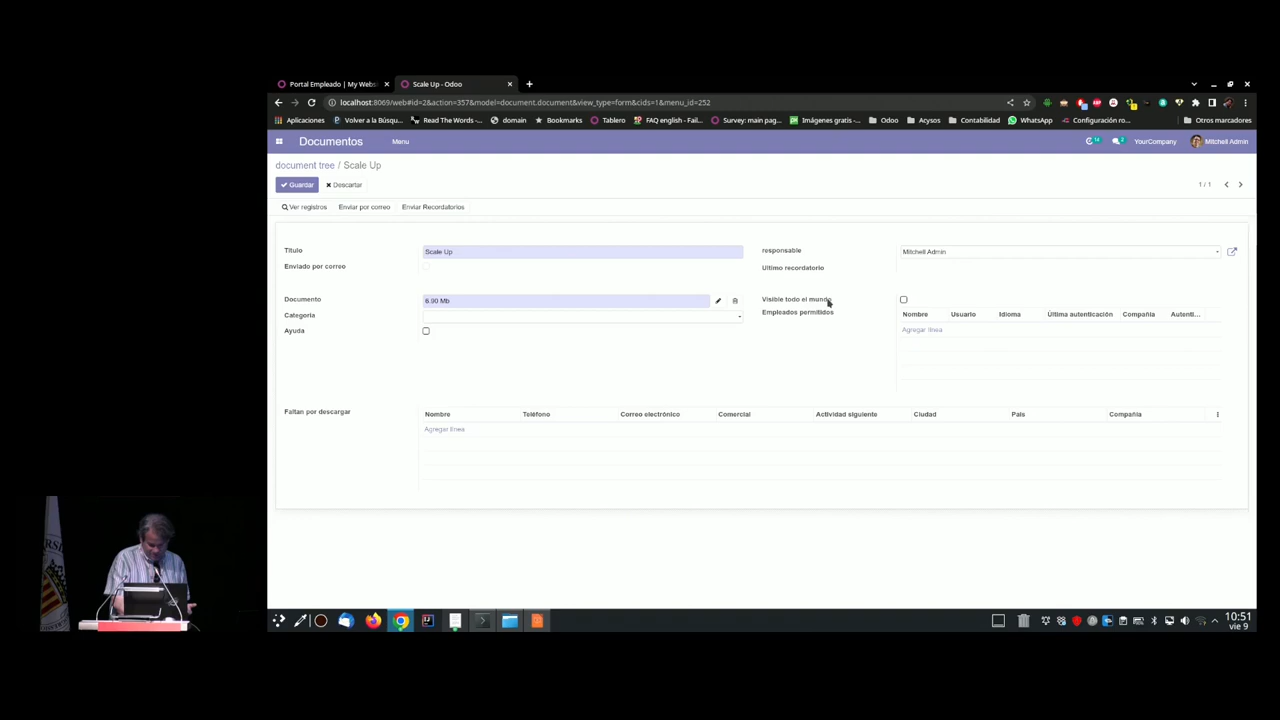 Portal Empleado | My Webs
Scale Up - Odoo
localhost:8069/web#id=2&action=357&model=document.document&view_type=form&cids=1&menu_id=252
Aplicaciones
Volver a la Búsqu...
domain
Read The Words -...
Bookmarks
Tablero
FAQ english - Fail...
Survey: main pag...
Imágenes gratis -...
Odoo
Acysos
Contabilidad
WhatsApp
Configuración ro...
Otros marcadores
Documentos
Menu
YourCompany
Mitchell Admin
document tree / Scale Up
Guardar
Descartar
1 / 1
Ver registros
Enviar por correo
Enviar Recordatorios
Título
Scale Up
responsable
Mitchell Admin
Enviado por correo
Ultimo recordatorio
Documento
6.90 Mb
Visible todo el mundo
Categoria
Empleados permitidos
Nombre
Usuario
Idioma
Última autenticación
Compañía
Autenti...
Ayuda
Agregar línea
Faltan por descargar
Nombre
Teléfono
Correo electrónico
Comercial
Actividad siguiente
Ciudad
País
Compañía
Agregar línea
10:51
vie 9